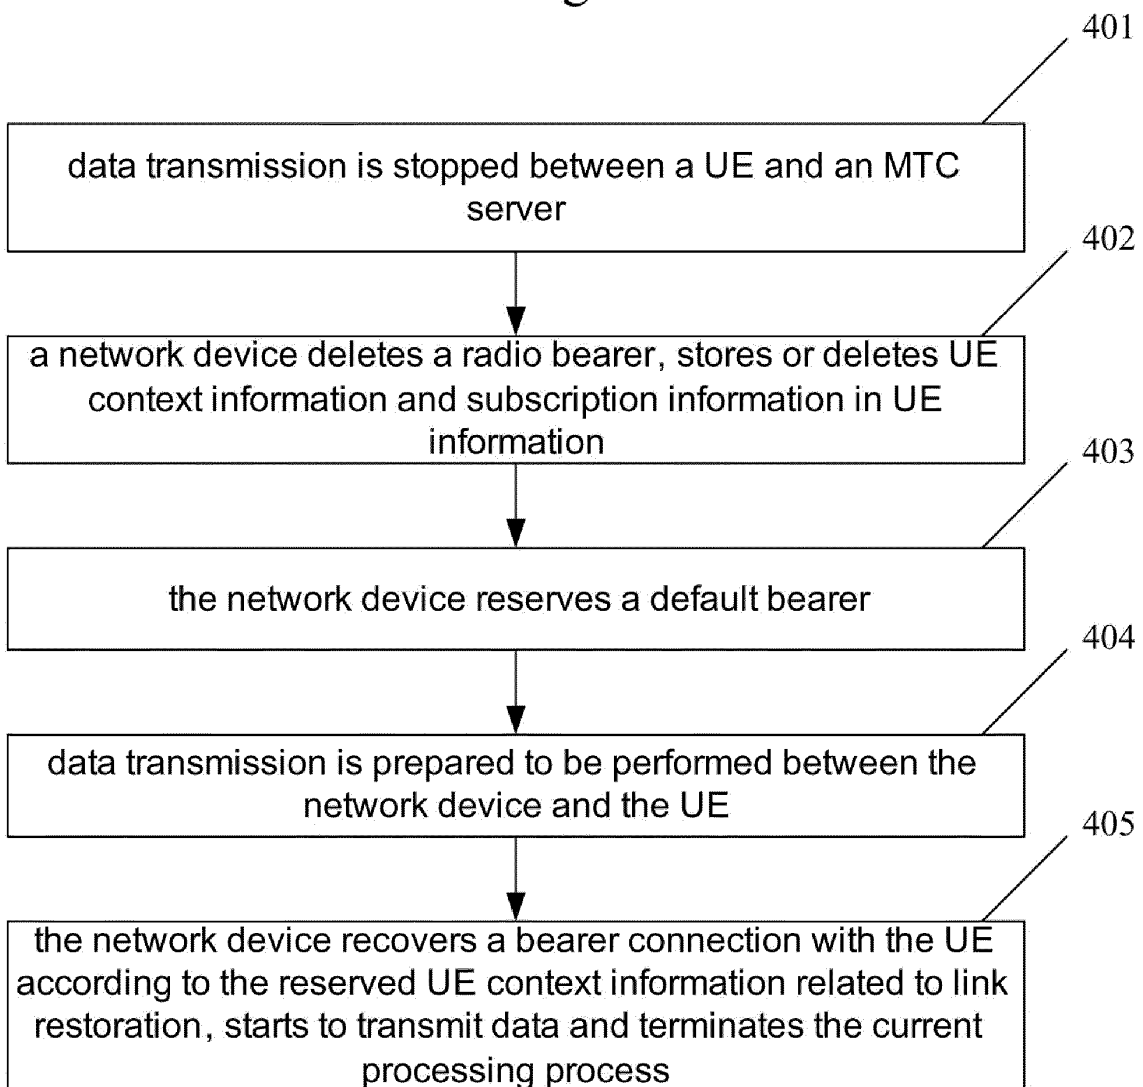 401
data transmission is stopped between a UE and an MTC
server
402
a network device deletes a radio bearer, stores or deletes UE
context information and subscription information in UE
information
403
the network device reserves a default bearer
404
data transmission is prepared to be performed between the
network device and the UE
405
the network device recovers a bearer connection with the UE
according to the reserved UE context information related to link
restoration, starts to transmit data and terminates the current
processing process